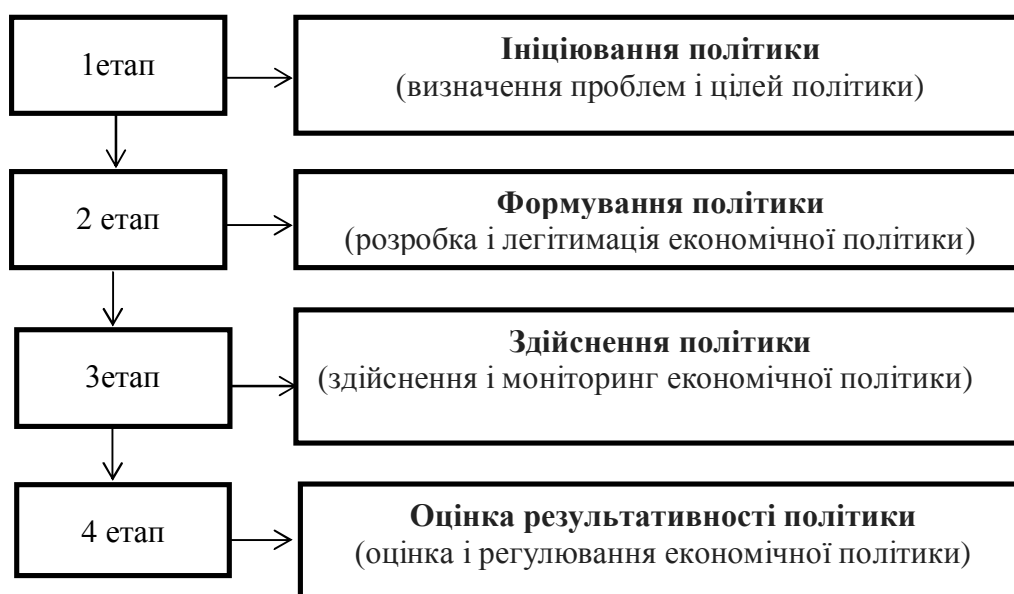 1етап
Ініціювання політики
(визначення проблем і цілей політики)
2 етап
Формування політики
(розробка і легітимація економічної політики)
3етап
Здійснення політики
(здійснення і моніторинг економічної політики)
4 етап
Оцінка результативності політики
(оцінка і регулювання економічної політики)